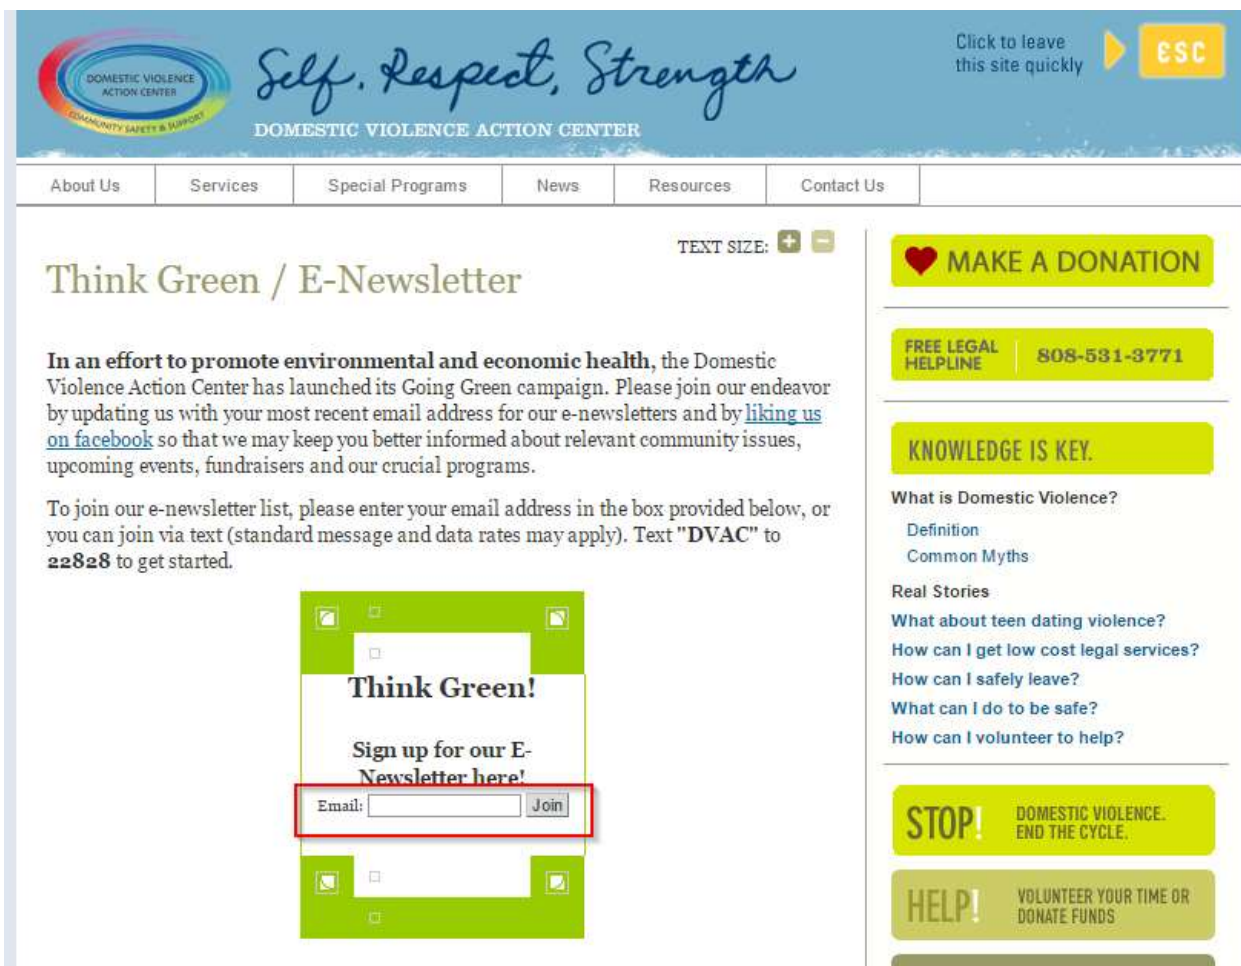 DOMESTIC VIOLENCE
ACTION CENTER
COMMUNITY SAFETY & SUPPORT
Self. Respect, Strength
DOMESTIC VIOLENCE ACTION CENTER
Click to leave
this site quickly
ESC
About Us
Services
Special Programs
News
Resources
Contact Us
TEXT SIZE:
Think Green / E-Newsletter
In an effort to promote environmental and economic health, the Domestic
Violence Action Center has launched its Going Green campaign. Please join our endeavor
by updating us with your most recent email address for our e-newsletters and by liking us
on facebook so that we may keep you better informed about relevant community issues,
upcoming events, fundraisers and our crucial programs.
To join our e-newsletter list, please enter your email address in the box provided below, or
you can join via text (standard message and data rates may apply). Text "DVAC" to
22828 to get started.
Think Green!
Sign up for our E-
Newsletter here!
Email:
Join
MAKE A DONATION
FREE LEGAL
HELPLINE
808-531-3771
KNOWLEDGE IS KEY.
What is Domestic Violence?
Definition
Common Myths
Real Stories
What about teen dating violence?
How can I get low cost legal services?
How can I safely leave?
What can I do to be safe?
How can I volunteer to help?
STOP!
DOMESTIC VIOLENCE.
END THE CYCLE.
HELP!
VOLUNTEER YOUR TIME OR
DONATE FUNDS